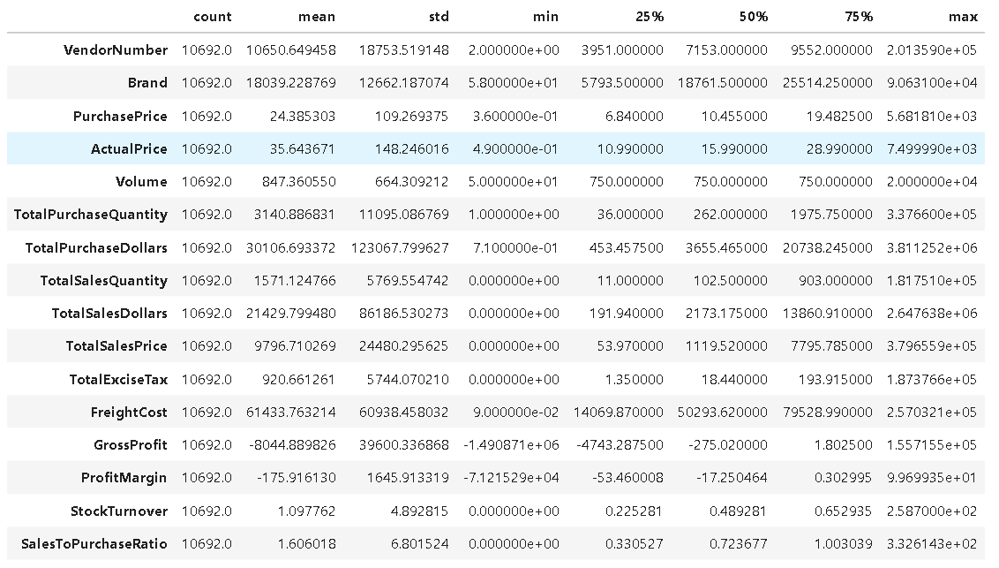 count mean std min 25% 50% 75% max
VendorNumber 10692.0 10650.649458 18753.519148 2.000000e+00 3951.000000 7153.000000 9552.000000 2.013590e+05
Brand 10692.0 18039.228769 12662.187074 5.800000e+01 5793.500000 18761.500000 25514.250000 9.063100e+04
PurchasePrice 10692.0 24.385303 109.269375 3.600000e-01 6.840000 10.455000 19.482500 5.681810e+03
ActualPrice 10692.0 35.643671 148.246016 4.900000e-01 10.990000 15.990000 28.990000 7.499990e+03
Volume 10692.0 847.360550 664.309212 5.000000e+01 750.000000 750.000000 750.000000 2.000000e+04
TotalPurchaseQuantity 10692.0 3140.886831 11095.086769 1.000000e+00 36.000000 262.000000 1975.750000 3.376600e+05
TotalPurchaseDollars 10692.0 30106.693372 123067.799627 7.100000e-01 453.457500 3655.465000 20738.245000 3.811252e+06
TotalSalesQuantity 10692.0 1571.124766 5769.554742 0.000000e+00 11.000000 102.500000 903.000000 1.817510e+05
TotalSalesDollars 10692.0 21429.799480 86186.530273 0.000000e+00 191.940000 2173.175000 13860.910000 2.647638e+06
TotalSalesPrice 10692.0 9796.710269 24480.295625 0.000000e+00 53.970000 1119.520000 7795.785000 3.796559e+05
TotalExciseTax 10692.0 920.661261 5744.070210 0.000000e+00 1.350000 18.440000 193.915000 1.873766e+05
FreightCost 10692.0 61433.763214 60938.458032 9.000000e-02 14069.870000 50293.620000 79528.990000 2.570321e+05
GrossProfit 10692.0 -8044.889826 39600.336868 -1.490871e+06 -4743.287500 -275.020000 1.802500 1.557155e+05
ProfitMargin 10692.0 -175.916130 1645.913319 -7.121529e+04 -53.460008 -17.250464 0.302995 9.969935e+01
StockTurnover 10692.0 1.097762 4.892815 0.000000e+00 0.225281 0.489281 0.652935 2.587000e+02
SalesToPurchaseRatio 10692.0 1.606018 6.801524 0.000000e+00 0.330527 0.723677 1.003039 3.326143e+02